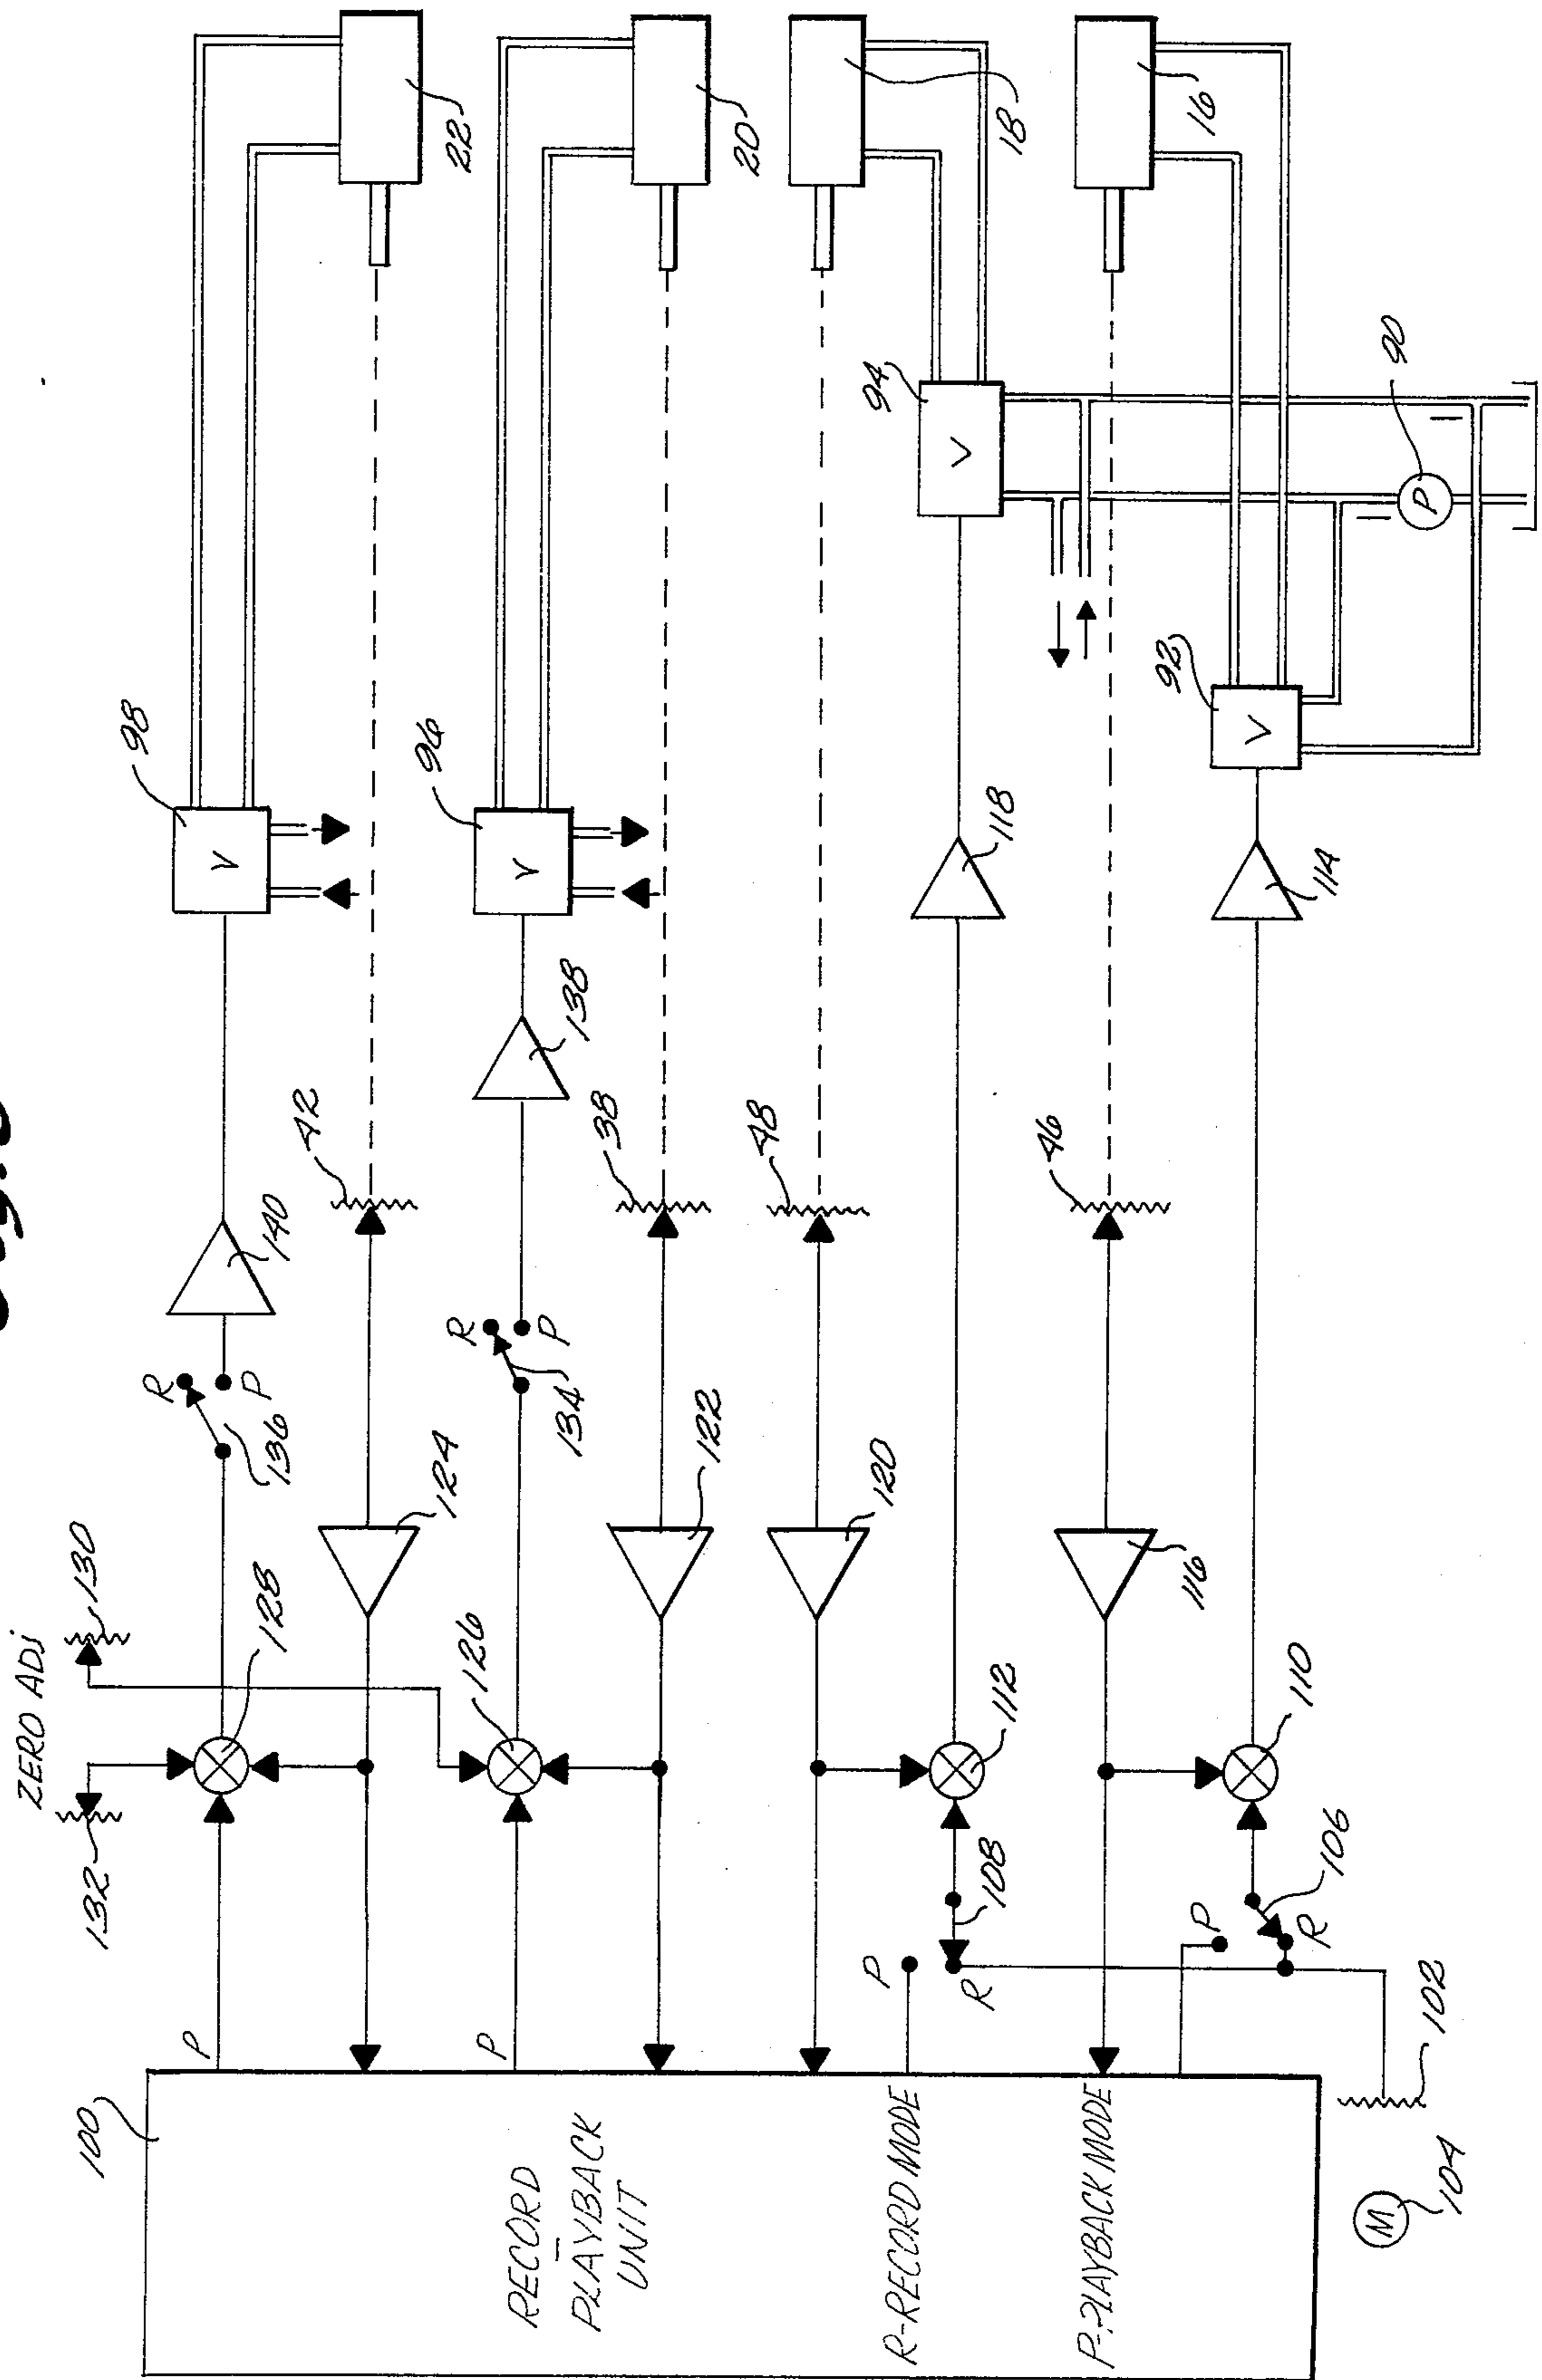 ZERO ADJ
132
130
P
128
136
R
P
140
98
V
22
124
42
P
126
134
R
P
138
96
V
20
122
38
100
RECORD
PLAYBACK
UNIT
120
48
18
R-RECORD MODE
P
R
108
112
118
94
V
P-PLAYBACK MODE
116
46
16
P
R
106
110
114
92
V
90
P
102
M
104